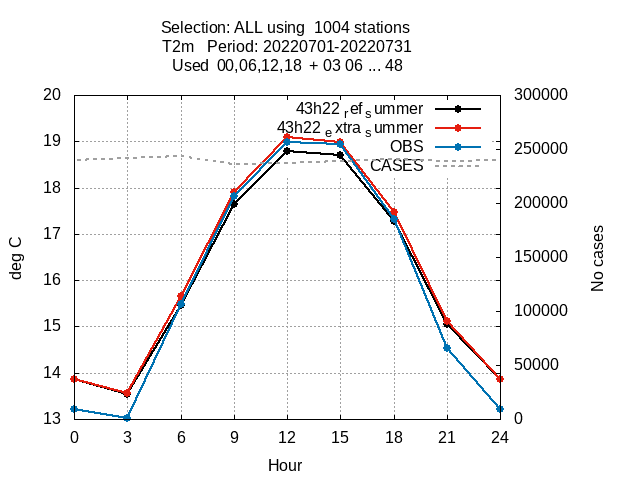 Selection: ALL using  1004 stations
T2m   Period: 20220701-20220731
Used  00,06,12,18  + 03 06 ... 48
20 300000
43h22 ref summer
43h22 extra summer
19 OBS 250000
CASES
18 200000
17 150000
deg C No cases
16 100000
15
14 50000
13 0
0 3 6 9 12 15 18 21 24
Hour